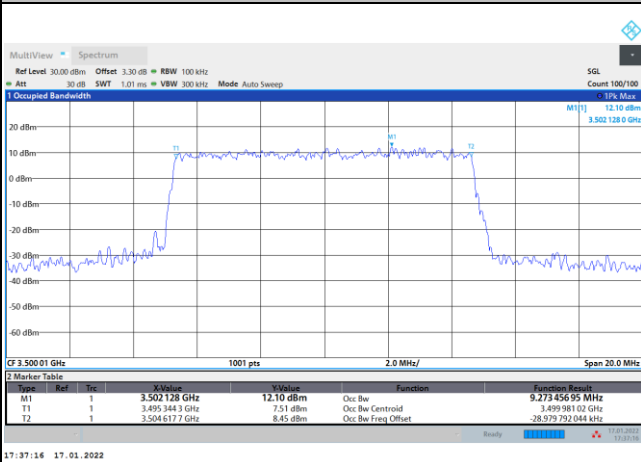 MultiView Spectrum
Ref Level 30.00 dBm Offset 3.30 dB RBW 100 kHz SGL
Att 30 dB SWT 1.01 ms VBW 300 kHz Mode Auto Sweep Count 100/100
1 Occupied Bandwidth 1Pk Max
M1[1] 12.10 dBm
3.502 128 0 GHz
20 dBm
M1
T1 T2
10 dBm
0 dBm
-10 dBm
-20 dBm
-30 dBm
-40 dBm
-50 dBm
-60 dBm
CF 3.500 01 GHz 1001 pts 2.0 MHz/ Span 20.0 MHz
2 Marker Table
Type Ref Trc X-Value Y-Value Function Function Result
M1 1 3.502 128 GHz 12.10 dBm Occ Bw 9.273 456 95 MHz
T1 1 3.495 344 3 GHz 7.51 dBm Occ Bw Centroid 3.499 981 02 GHz
T2 1 3.504 617 7 GHz 8.45 dBm Occ Bw Freq Offset -28.979 792 044 kHz
Ready 17.01.2022
17:37:16
17:37:16 17.01.2022